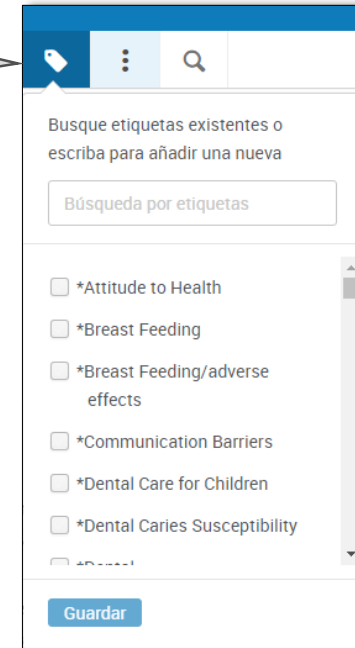 Busque etiquetas existentes o
escriba para añadir una nueva
Búsqueda por etiquetas
*Attitude to Health
*Breast Feeding
*Breast Feeding/adverse
effects
*Communication Barriers
*Dental Care for Children
*Dental Caries Susceptibility
*Dental
Guardar